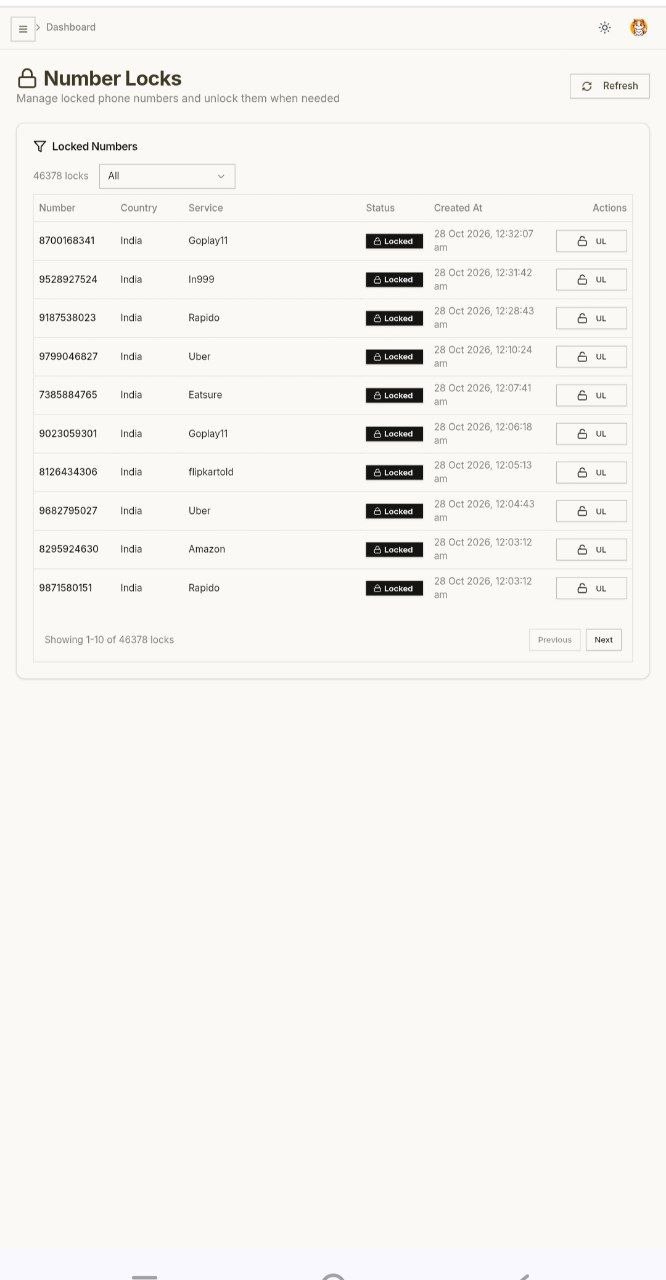 Dashboard
Number Locks
Manage locked phone numbers and unlock them when needed
Refresh
Locked Numbers
46378 locks All
Number Country Service Status Created At Actions
8700168341 India Goplay11 Locked 28 Oct 2026, 12:32:07 am UL
9528927524 India In999 Locked 28 Oct 2026, 12:31:42 am UL
9187538023 India Rapido Locked 28 Oct 2026, 12:28:43 am UL
9799046827 India Uber Locked 28 Oct 2026, 12:10:24 am UL
7385884765 India Eatsure Locked 28 Oct 2026, 12:07:41 am UL
9023059301 India Goplay11 Locked 28 Oct 2026, 12:06:18 am UL
8126434306 India flipkartold Locked 28 Oct 2026, 12:05:13 am UL
9682795027 India Uber Locked 28 Oct 2026, 12:04:43 am UL
8295924630 India Amazon Locked 28 Oct 2026, 12:03:12 am UL
9871580151 India Rapido Locked 28 Oct 2026, 12:03:12 am UL
Showing 1-10 of 46378 locks Previous Next